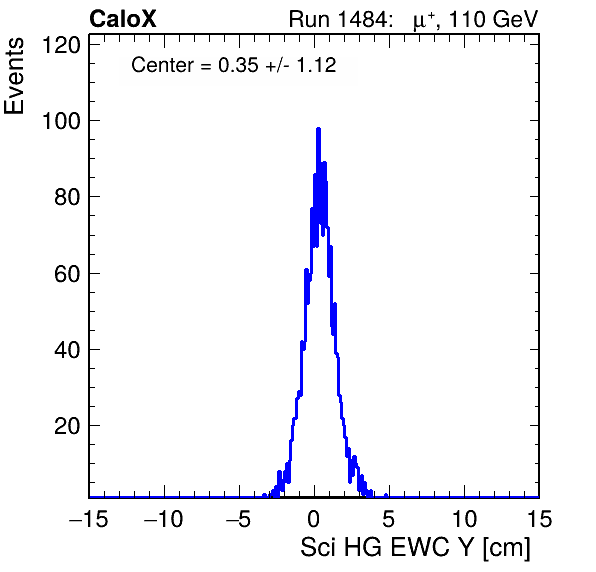 CaloX Run 1484: μ⁺, 110 GeV
Center = 0.35 +/- 1.12
Events
120
100
80
60
40
20
−15 −10 −5 0 5 10 15
Sci HG EWC Y [cm]